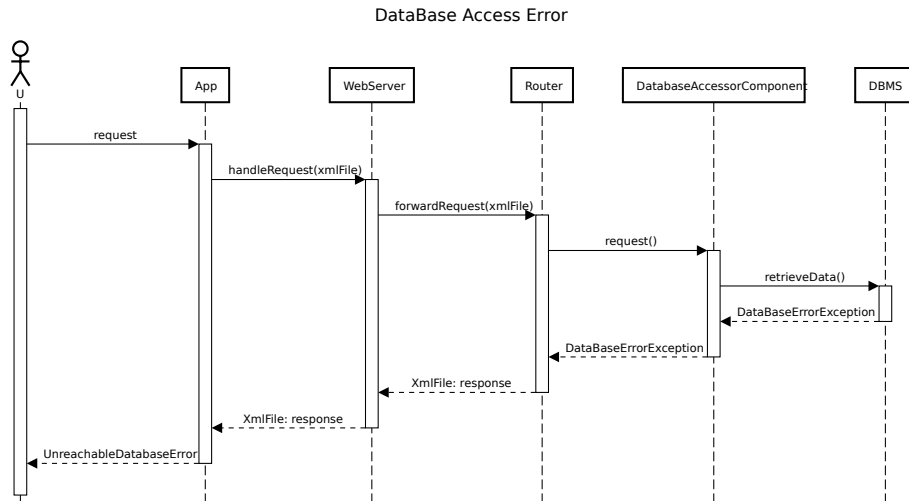 DataBase Access Error
U
App
WebServer
Router
DatabaseAccessorComponent
DBMS
request
handleRequest(xmlFile)
forwardRequest(xmlFile)
request()
retrieveData()
DataBaseErrorException
DataBaseErrorException
XmlFile: response
XmlFile: response
UnreachableDatabaseError